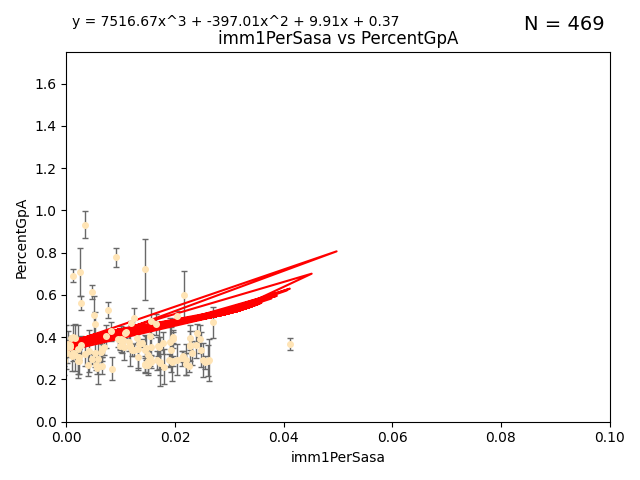 y = 7516.67x^3 + -397.01x^2 + 9.91x + 0.37
N = 469
imm1PerSasa vs PercentGpA
PercentGpA
1.6
1.4
1.2
1.0
0.8
0.6
0.4
0.2
0.0
0.00 0.02 0.04 0.06 0.08 0.10
imm1PerSasa